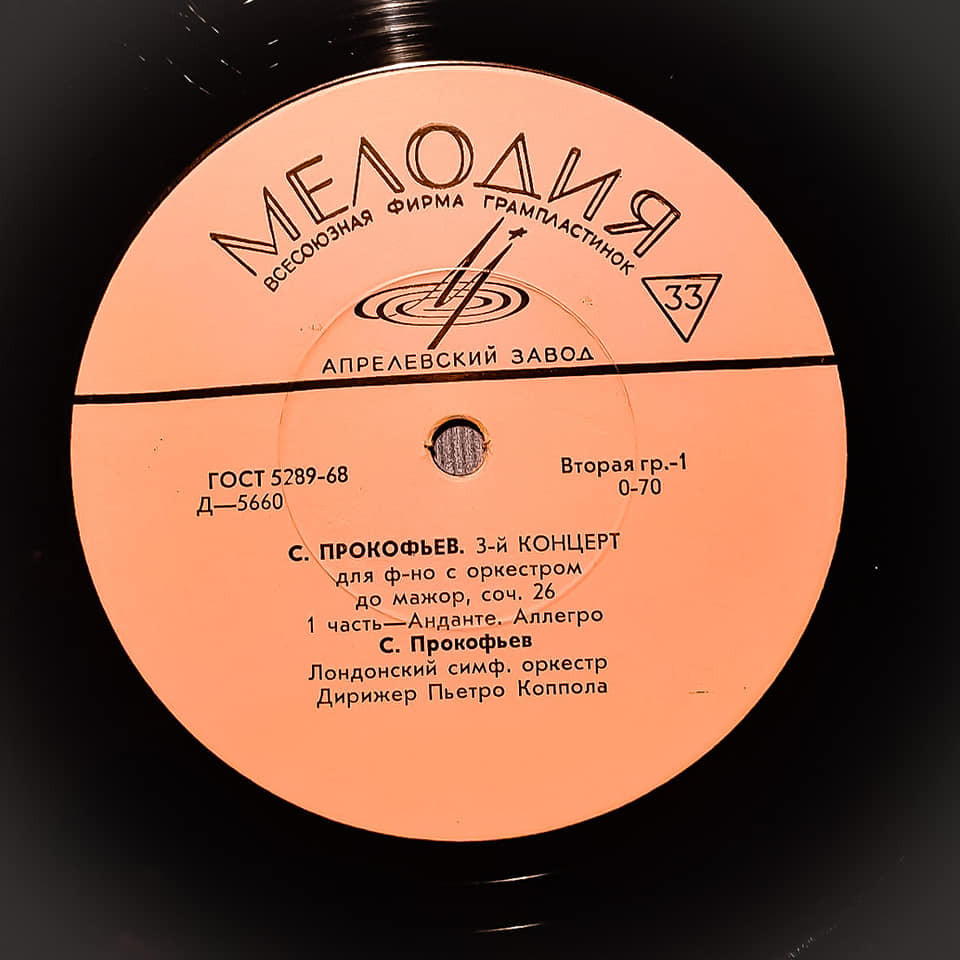 МЕЛОДИЯ
ВСЕСОЮЗНАЯ ФИРМА ГРАМПЛАСТИНОК
33
АПРЕЛЕВСКИЙ ЗАВОД
ГОСТ 5289-68
Д—5660
Вторая гр.-1
0-70
С. ПРОКОФЬЕВ. 3-й КОНЦЕРТ
для ф-но с оркестром
до мажор, соч. 26
1 часть—Анданте. Аллегро
С. Прокофьев
Лондонский симф. оркестр
Дирижер Пьетро Коппола